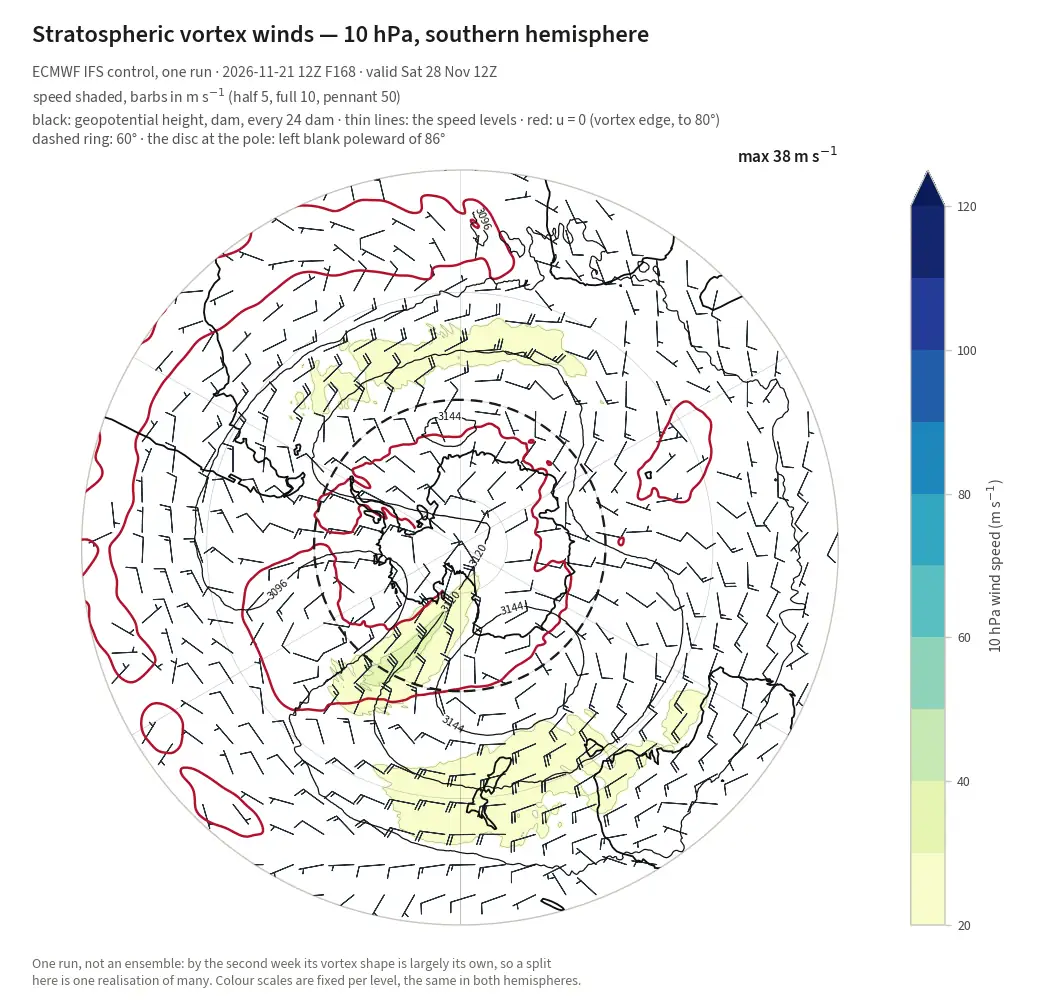 Stratospheric vortex winds — 10 hPa, southern hemisphere
ECMWF IFS control, one run · 2026-11-21 12Z F168 · valid Sat 28 Nov 12Z
speed shaded, barbs in m s⁻¹ (half 5, full 10, pennant 50)
black: geopotential height, dam, every 24 dam · thin lines: the speed levels · red: u = 0 (vortex edge, to 80°)
dashed ring: 60° · the disc at the pole: left blank poleward of 86°
max 38 m s⁻¹
3096
3144
3120
3096
3144
3144
120
100
80
60
40
20
10 hPa wind speed (m s⁻¹)
One run, not an ensemble: by the second week its vortex shape is largely its own, so a split
here is one realisation of many. Colour scales are fixed per level, the same in both hemispheres.